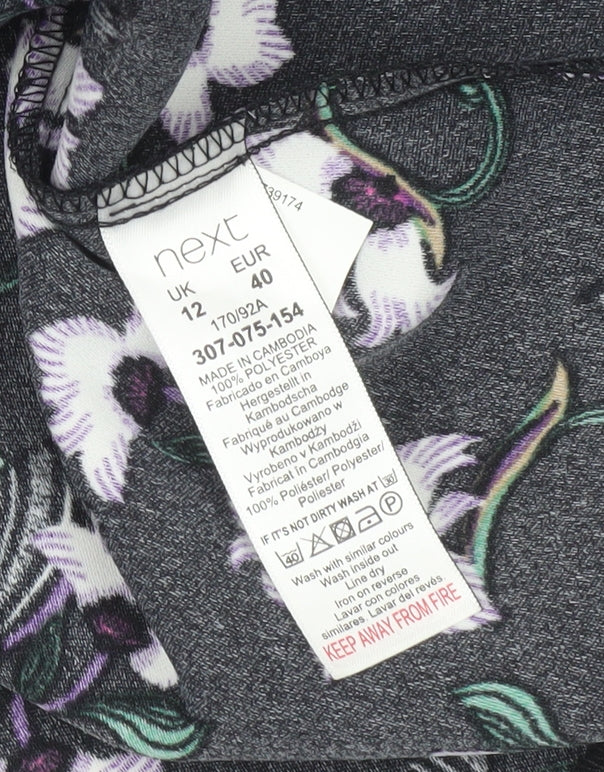 39174
next
UK EUR
12 40
170/92A
307-075-154
MADE IN CAMBODIA
100% POLYESTER
Fabricado en Camboya
Hergestellt in
Kambodscha
Fabriqué au Cambodge
Wyprodukowano w
Kambodży
Vyrobeno v Kambodži
Fabricat in Cambodgia
100% Poliéster/ Polyester/
Poliester
IF IT'S NOT DIRTY WASH AT 30
40 P
Wash with similar colours
Wash inside out
Line dry
Iron on reverse
Lavar con colores
similares. Lavar del revés.
KEEP AWAY FROM FIRE